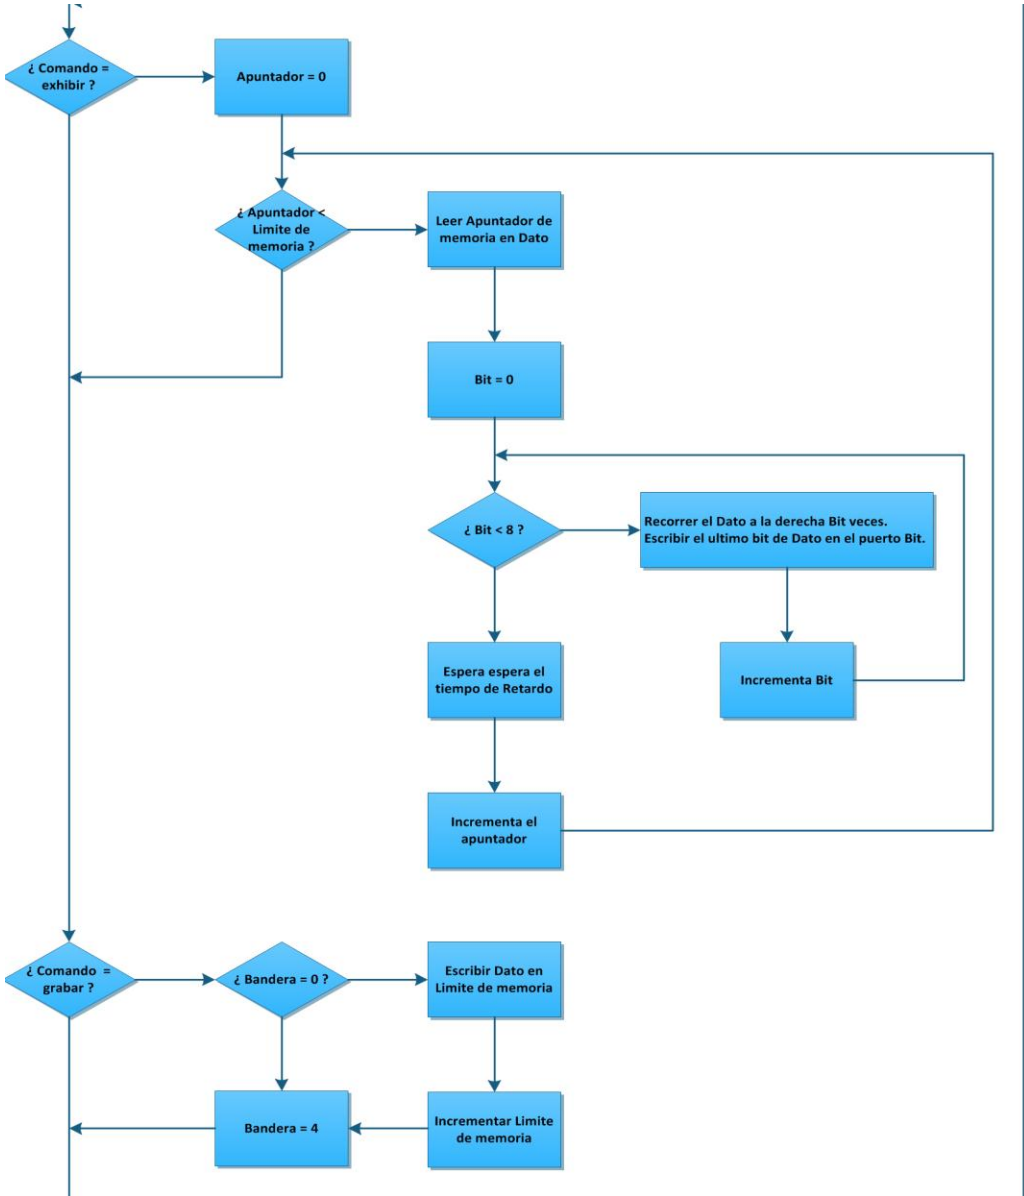 ¿ Comando =
exhibir ?
Apuntador = 0
¿ Apuntador <
Limite de
memoria ?
Leer Apuntador de
memoria en Dato
Bit = 0
¿ Bit < 8 ?
Recorrer el Dato a la derecha Bit veces.
Escribir el ultimo bit de Dato en el puerto Bit.
Espera espera el
tiempo de Retardo
Incrementa Bit
Incrementa el
apuntador
¿ Comando =
grabar ?
¿ Bandera = 0 ?
Escribir Dato en
Limite de memoria
Bandera = 4
Incrementar Limite
de memoria